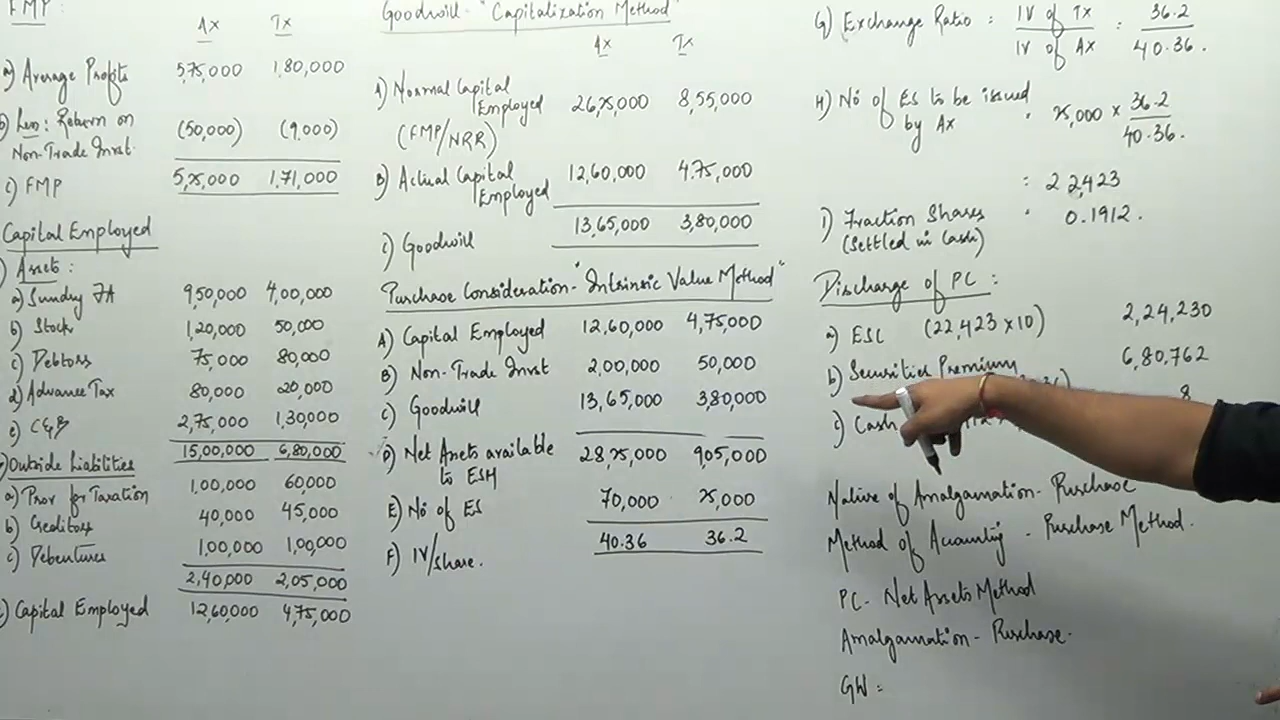 FMP:
Ax Tx
a) Average Profits 5,75,000 1,80,000
b) Less: Return on (50,000) (9,000)
Non-Trade Invst.
c) FMP 5,25,000 1,71,000
Capital Employed
Assets:
a) Sundry FA 9,50,000 4,00,000
b) Stock 1,20,000 50,000
c) Debtors 75,000 80,000
d) Advance Tax 80,000 20,000
e) C&B 2,75,000 1,30,000
15,00,000 6,80,000
Outside Liabilities
a) Prov for Taxation 1,00,000 60,000
b) Creditors 40,000 45,000
c) Debentures 1,00,000 1,00,000
2,40,000 2,05,000
Capital Employed 12,60,000 4,75,000
Goodwill - "Capitalization Method"
Ax Tx
A) Normal Capital
Employed 26,25,000 8,55,000
(FMP/NRR)
B) Actual Capital 12,60,000 4,75,000
Employed
13,65,000 3,80,000
C) Goodwill
Purchase Consideration - "Intrinsic Value Method"
A) Capital Employed 12,60,000 4,75,000
B) Non-Trade Invst 2,00,000 50,000
C) Goodwill 13,65,000 3,80,000
D) Net Assets available 28,25,000 905,000
to ESH
E) No of ES 70,000 25,000
F) IV/share. 40.36 36.2
G) Exchange Ratio = IV of Tx : 36.2
IV of Ax 40.36.
H) No of ES to be issued
by Ax : 25,000 × 36.2
40.36.
: 22,423
I) Fraction Shares : 0.1912.
(Settled in Cash)
Discharge of PC:
a) ESC (22,423 × 10) 2,24,230
b) Securities Premium 6,80,762
c) Cash 8
Nature of Amalgamation - Purchase
Method of Accounting - Purchase Method.
PC - Net Assets Method
Amalgamation - Purchase.
GW =